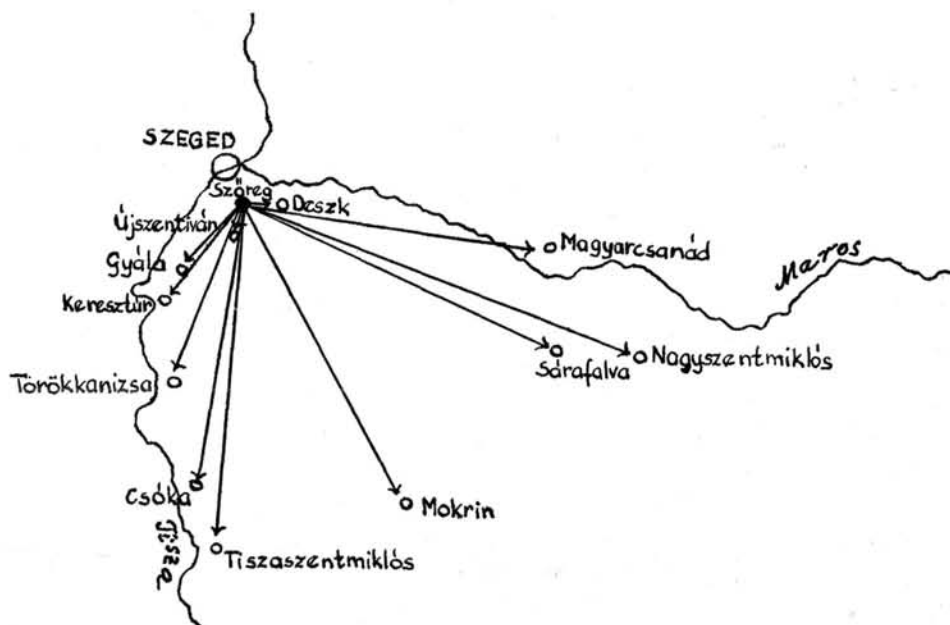 SZEGED
Szőreg
Deszk
Újszentiván
Magyarcsanád
Gyála
Maros
Keresztúr
Sárafalva
Nagyszentmiklós
Törökkanizsa
Csóka
Mokrin
Tisza
Tiszaszentmiklós